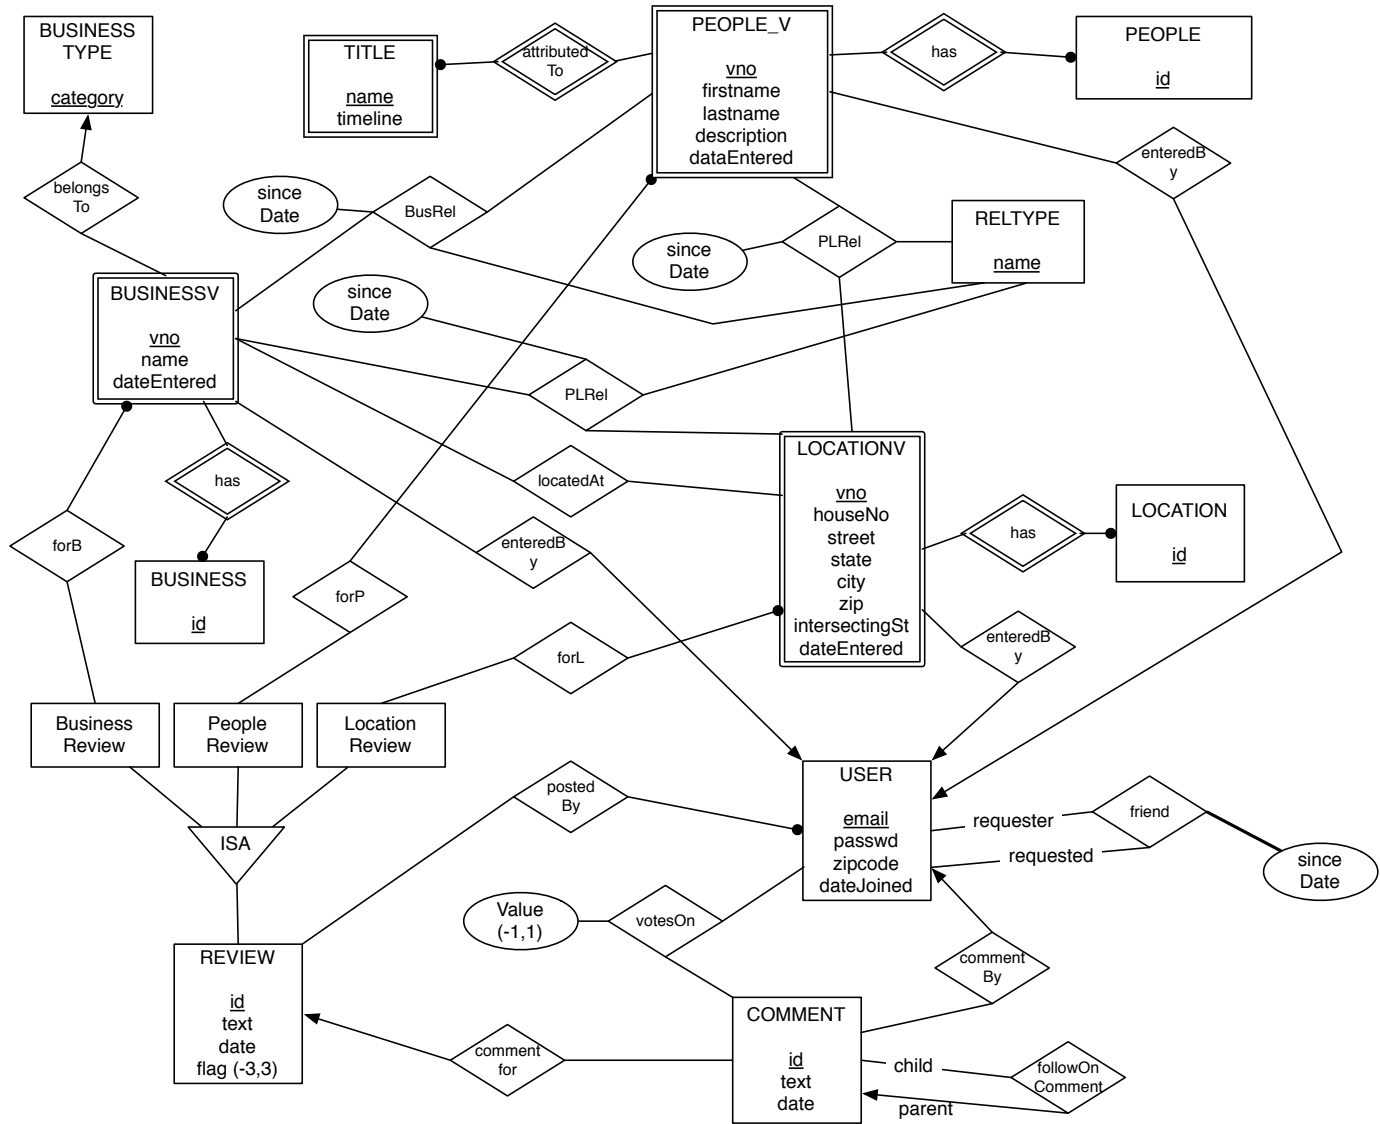 BUSINESS
TYPE
category
TITLE
name
timeline
attributed
To
PEOPLE_V
vno
firstname
lastname
description
dataEntered
has
PEOPLE
id
enteredB
y
belongs
To
since
Date
BusRel
since
Date
PLRel
RELTYPE
name
BUSINESSV
vno
name
dateEntered
since
Date
PLRel
locatedAt
LOCATIONV
vno
houseNo
street
state
city
zip
intersectingSt
dateEntered
has
LOCATION
id
has
forB
BUSINESS
id
forP
enteredB
y
forL
enteredB
y
Business
Review
People
Review
Location
Review
ISA
posted
By
USER
email
passwd
zipcode
dateJoined
requester
requested
friend
since
Date
Value
(-1,1)
votesOn
comment
By
REVIEW
id
text
date
flag (-3,3)
comment
for
COMMENT
id
text
date
child
parent
followOn
Comment